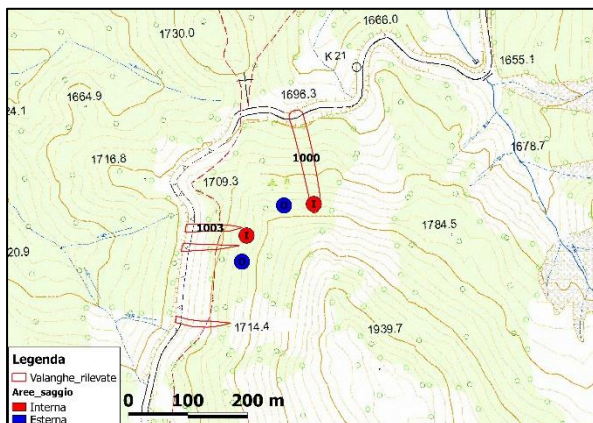 1730.0
1666.0
K 21
1655.1
1664.9
1696.3
24.1
1678.7
1716.8
1000
1709.3
I
1784.5
1003
I
20.9
1714.4
1939.7
Legenda
Valanghe_rilevate
Aree_saggio
Interna
Esterna
0 100 200 m